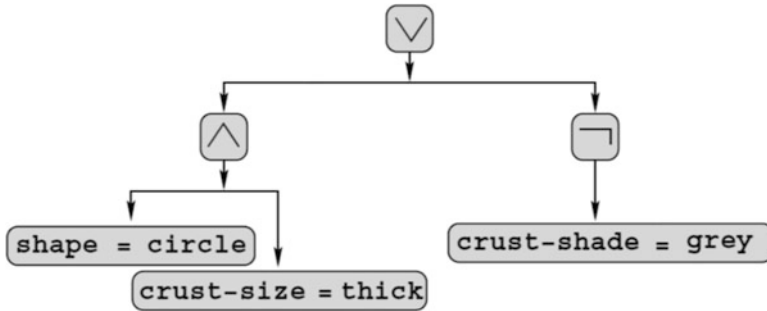 ∨
∧ ¬
shape = circle
crust-shade = grey
crust-size = thick